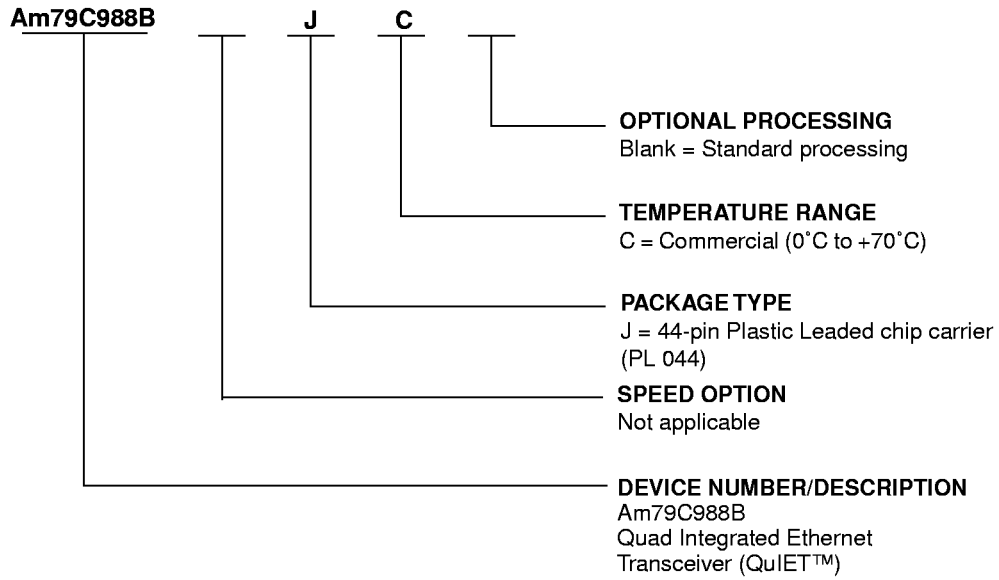 Am79C988B J C
OPTIONAL PROCESSING
Blank = Standard processing
TEMPERATURE RANGE
C = Commercial (0˚C to +70˚C)
PACKAGE TYPE
J = 44-pin Plastic Leaded chip carrier
(PL 044)
SPEED OPTION
Not applicable
DEVICE NUMBER/DESCRIPTION
Am79C988B
Quad Integrated Ethernet
Transceiver (QuIET™)